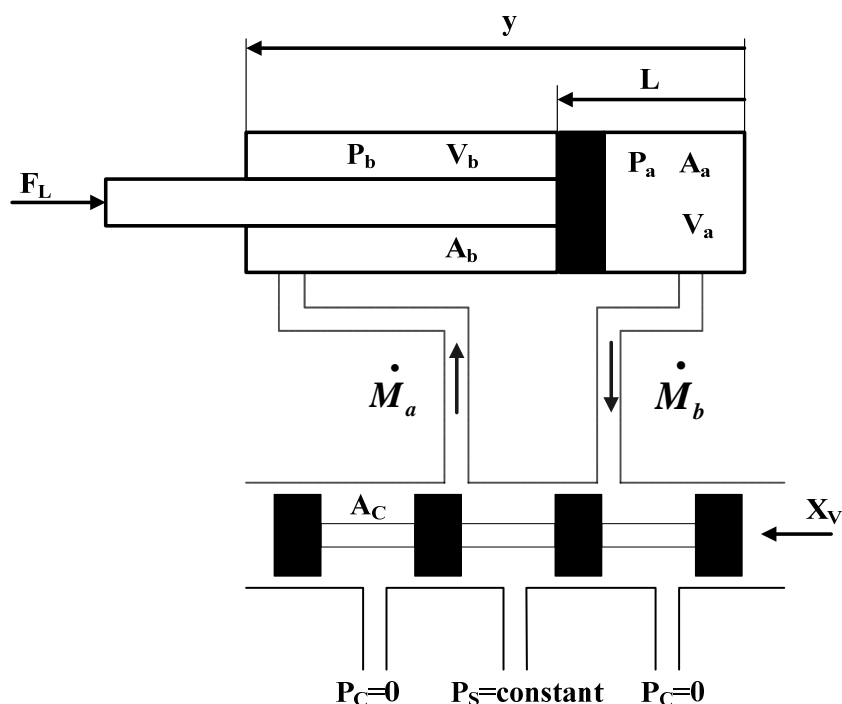 y
L
P_b V_b P_a A_a
F_L
V_a
A_b
Ṁ_a Ṁ_b
A_C
X_V
P_C=0 P_S=constant P_C=0